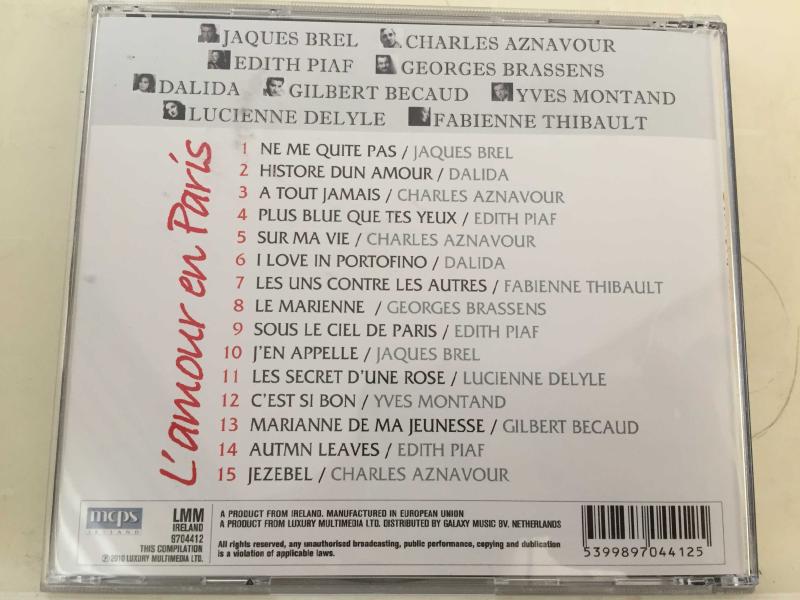 JAQUES BREL CHARLES AZNAVOUR
EDITH PIAF GEORGES BRASSENS
DALIDA GILBERT BECAUD YVES MONTAND
LUCIENNE DELYLE FABIENNE THIBAULT
L'amour en Paris
1 NE ME QUITE PAS / JAQUES BREL
2 HISTORE DUN AMOUR / DALIDA
3 A TOUT JAMAIS / CHARLES AZNAVOUR
4 PLUS BLUE QUE TES YEUX / EDITH PIAF
5 SUR MA VIE / CHARLES AZNAVOUR
6 I LOVE IN PORTOFINO / DALIDA
7 LES UNS CONTRE LES AUTRES / FABIENNE THIBAULT
8 LE MARIENNE / GEORGES BRASSENS
9 SOUS LE CIEL DE PARIS / EDITH PIAF
10 J'EN APPELLE / JAQUES BREL
11 LES SECRET D'UNE ROSE / LUCIENNE DELYLE
12 C'EST SI BON / YVES MONTAND
13 MARIANNE DE MA JEUNESSE / GILBERT BECAUD
14 AUTMN LEAVES / EDITH PIAF
15 JEZEBEL / CHARLES AZNAVOUR
mcps
IRELAND
LMM
IRELAND
9704412
THIS COMPILATION
℗2010 LUXURY MULTIMEDIA LTD.
A PRODUCT FROM IRELAND. MANUFACTURED IN EUROPEAN UNION
A PRODUCT FROM LUXURY MULTIMEDIA LTD. DISTRIBUTED BY GALAXY MUSIC BV. NETHERLANDS
All rights reserved, any unauthorised broadcasting, public performance, copying and dublication
is a violation of applicable laws.
5399897044125